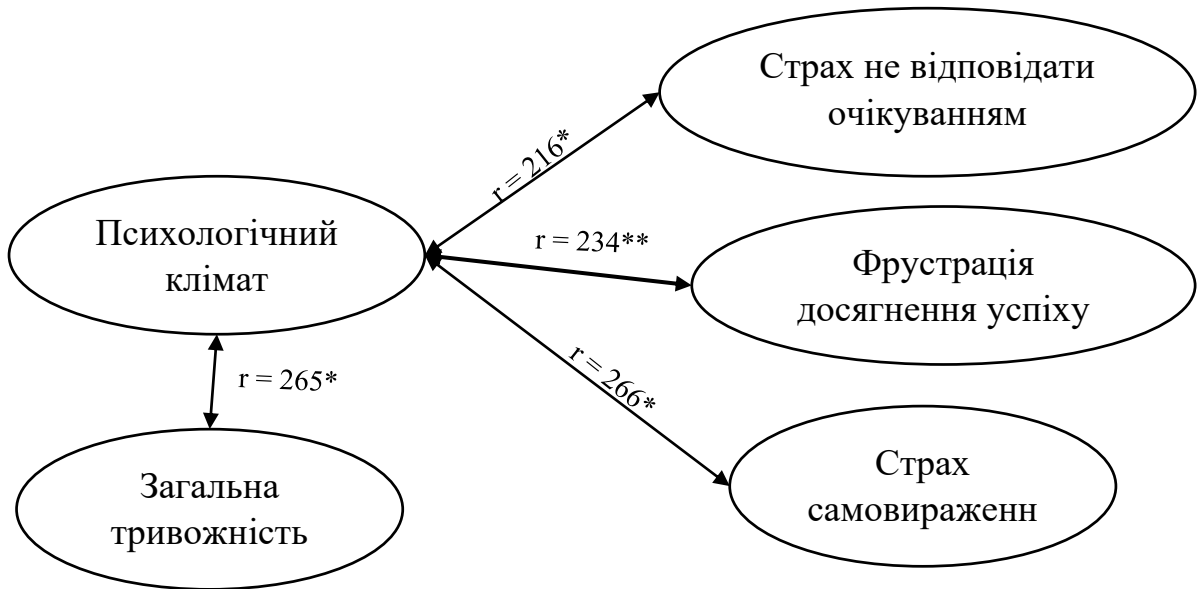 Страх не відповідати
очікуванням
r = 216*
Психологічний
клімат
r = 234**
Фрустрація
досягнення успіху
r = 266*
r = 265*
Страх
самовираженн
Загальна
тривожність